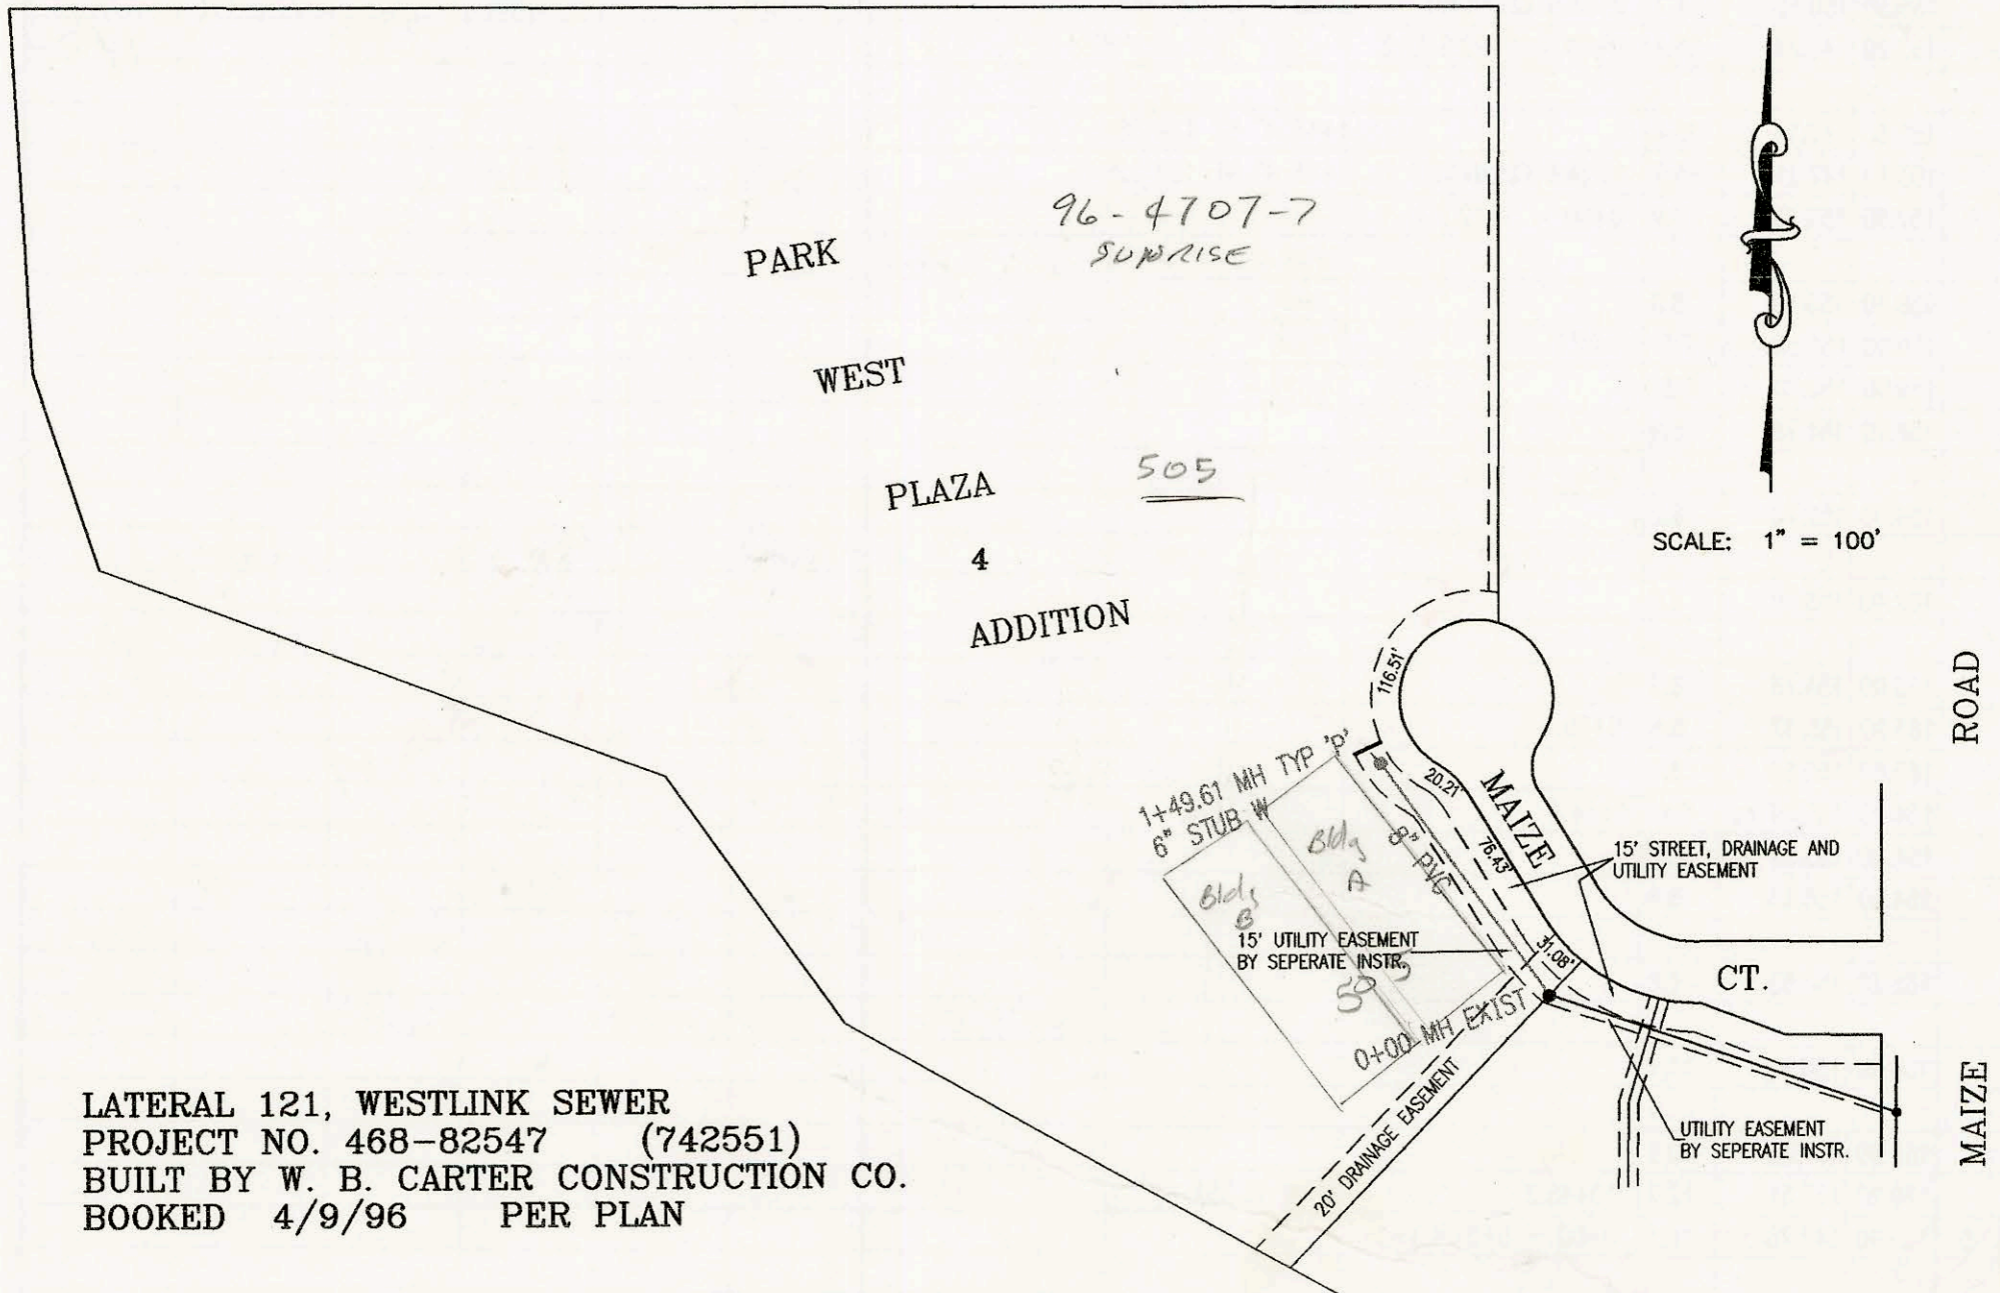 96-4707-7
SUNRISE
PARK
WEST
PLAZA
4
ADDITION
505
SCALE: 1" = 100'
ROAD
116.51'
20.21'
76.43'
31.08'
MAIZE
CT.
1+49.61 MH TYP 'P'
6" STUB W
8" PVC
Bldg
A
Bldg
B
505
15' STREET, DRAINAGE AND
UTILITY EASEMENT
15' UTILITY EASEMENT
BY SEPERATE INSTR.
0+00 MH EXIST
20' DRAINAGE EASEMENT
UTILITY EASEMENT
BY SEPERATE INSTR.
MAIZE
LATERAL 121, WESTLINK SEWER
PROJECT NO. 468-82547 (742551)
BUILT BY W. B. CARTER CONSTRUCTION CO.
BOOKED 4/9/96 PER PLAN